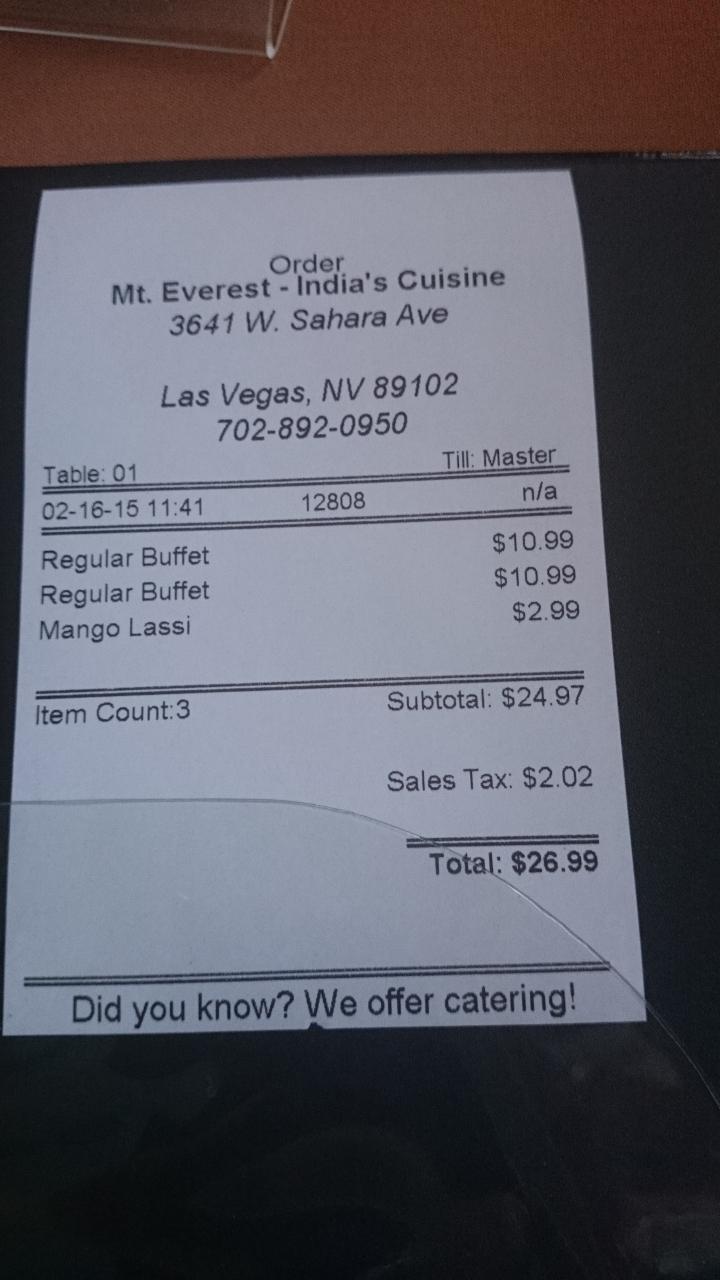 Order
Mt. Everest - India's Cuisine
3641 W. Sahara Ave
Las Vegas, NV 89102
702-892-0950
Table: 01 Till: Master
02-16-15 11:41 12808 n/a
Regular Buffet $10.99
Regular Buffet $10.99
Mango Lassi $2.99
Item Count:3 Subtotal: $24.97
Sales Tax: $2.02
Total: $26.99
Did you know? We offer catering!